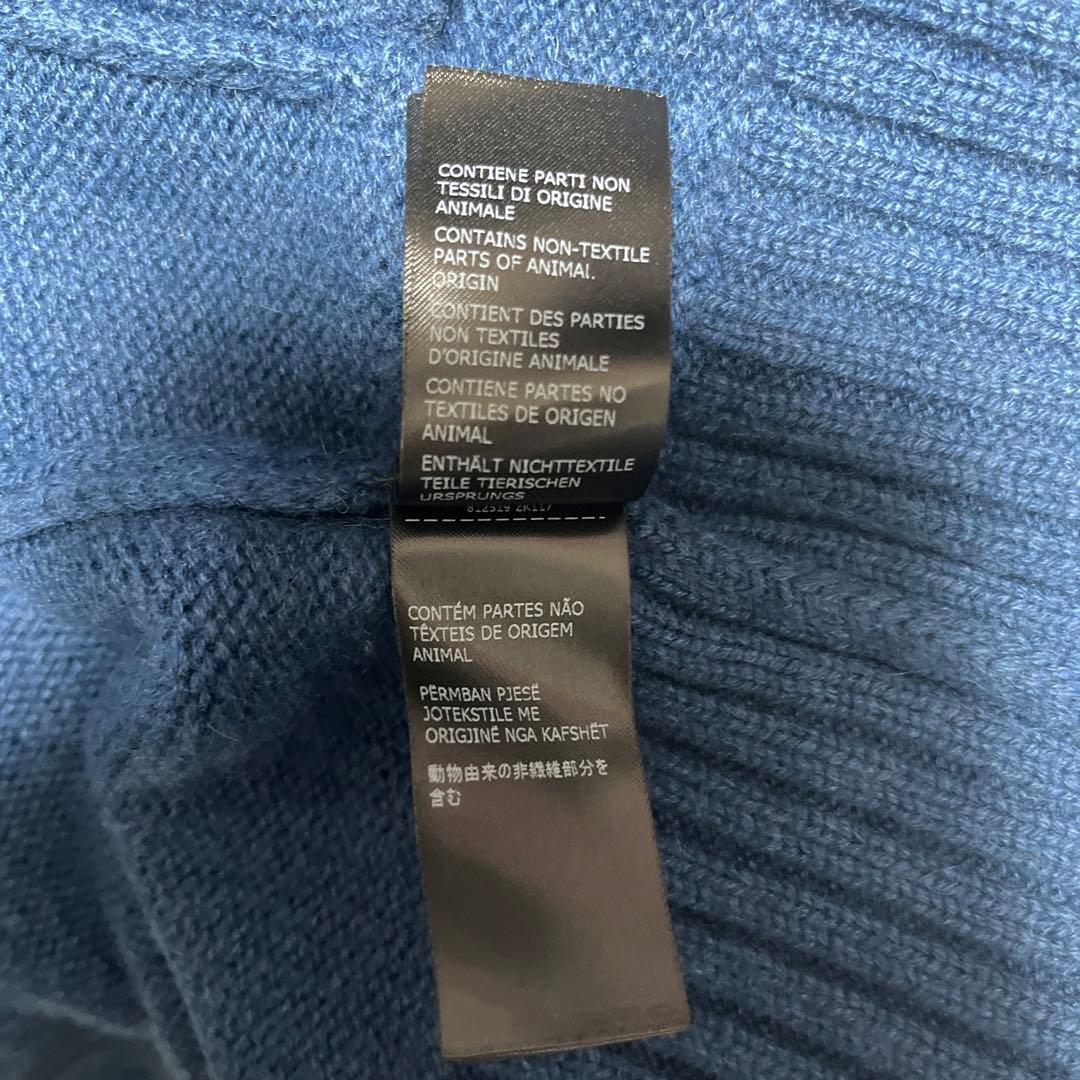 CONTIENE PARTI NON
TESSILI DI ORIGINE
ANIMALE
CONTAINS NON-TEXTILE
PARTS OF ANIMAL
ORIGIN
CONTIENT DES PARTIES
NON TEXTILES
D'ORIGINE ANIMALE
CONTIENE PARTES NO
TEXTILES DE ORIGEN
ANIMAL
ENTHÄLT NICHTTEXTILE
TEILE TIERISCHEN
URSPRUNGS
812519 ZK117
CONTÉM PARTES NÃO
TÊXTEIS DE ORIGEM
ANIMAL
PËRMBAN PJESË
JOTEKSTILE ME
ORIGJINË NGA KAFSHËT
動物由来の非繊維部分を
含む